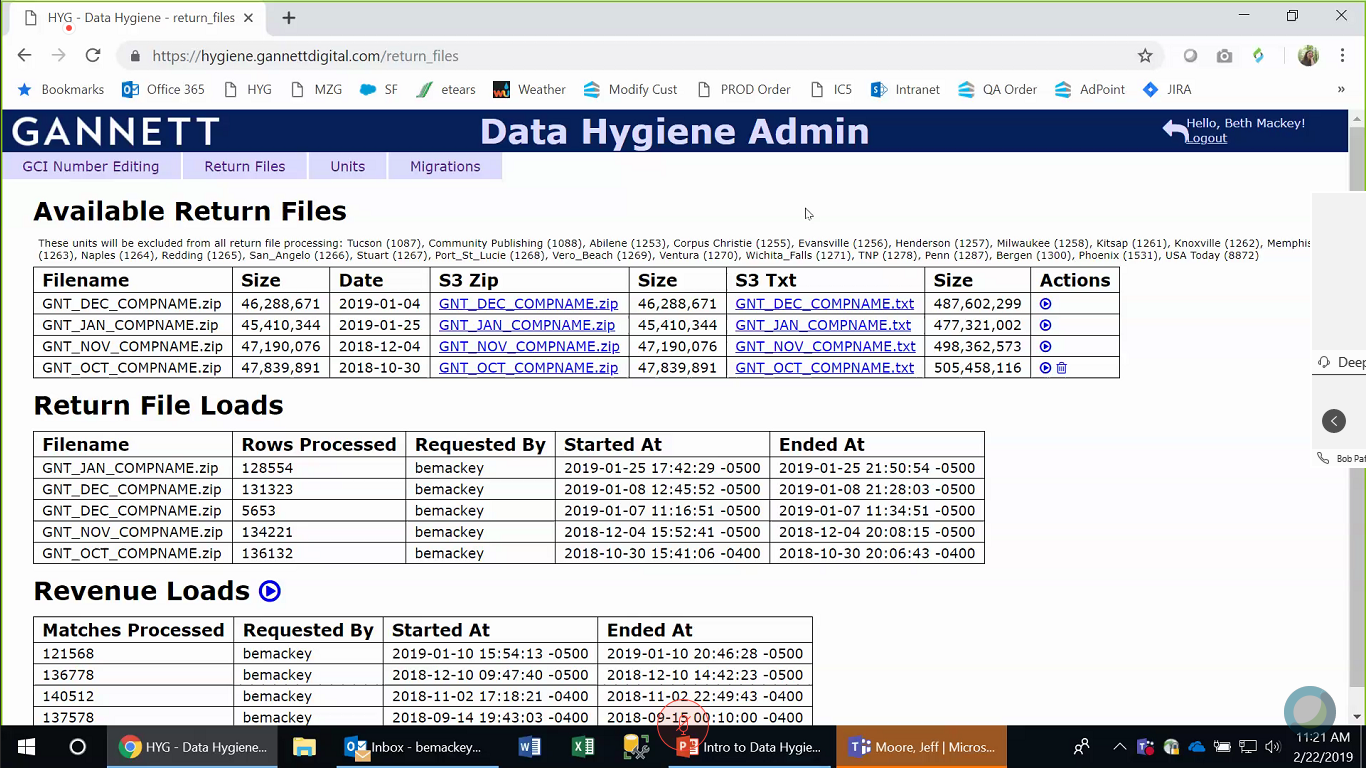 HYG - Data Hygiene - return_files
https://hygiene.gannettdigital.com/return_files
Bookmarks Office 365 HYG MZG SF etears Weather Modify Cust PROD Order IC5 Intranet QA Order AdPoint JIRA »
GANNETT Data Hygiene Admin Hello, Beth Mackey!
Logout
GCI Number Editing Return Files Units Migrations
Available Return Files
These units will be excluded from all return file processing: Tucson (1087), Community Publishing (1088), Abilene (1253), Corpus Christie (1255), Evansville (1256), Henderson (1257), Milwaukee (1258), Kitsap (1261), Knoxville (1262), Memphis
(1263), Naples (1264), Redding (1265), San_Angelo (1266), Stuart (1267), Port_St_Lucie (1268), Vero_Beach (1269), Ventura (1270), Wichita_Falls (1271), TNP (1278), Penn (1287), Bergen (1300), Phoenix (1531), USA Today (8872)
Filename Size Date S3 Zip Size S3 Txt Size Actions
GNT_DEC_COMPNAME.zip 46,288,671 2019-01-04 GNT_DEC_COMPNAME.zip 46,288,671 GNT_DEC_COMPNAME.txt 487,602,299
GNT_JAN_COMPNAME.zip 45,410,344 2019-01-25 GNT_JAN_COMPNAME.zip 45,410,344 GNT_JAN_COMPNAME.txt 477,321,002
GNT_NOV_COMPNAME.zip 47,190,076 2018-12-04 GNT_NOV_COMPNAME.zip 47,190,076 GNT_NOV_COMPNAME.txt 498,362,573
GNT_OCT_COMPNAME.zip 47,839,891 2018-10-30 GNT_OCT_COMPNAME.zip 47,839,891 GNT_OCT_COMPNAME.txt 505,458,116
Deep
Return File Loads
Filename Rows Processed Requested By Started At Ended At
GNT_JAN_COMPNAME.zip 128554 bemackey 2019-01-25 17:42:29 -0500 2019-01-25 21:50:54 -0500
GNT_DEC_COMPNAME.zip 131323 bemackey 2019-01-08 12:45:52 -0500 2019-01-08 21:28:03 -0500
GNT_DEC_COMPNAME.zip 5653 bemackey 2019-01-07 11:16:51 -0500 2019-01-07 11:34:51 -0500
GNT_NOV_COMPNAME.zip 134221 bemackey 2018-12-04 15:52:41 -0500 2018-12-04 20:08:15 -0500
GNT_OCT_COMPNAME.zip 136132 bemackey 2018-10-30 15:41:06 -0400 2018-10-30 20:06:43 -0400
Bob Pat
Revenue Loads
Matches Processed Requested By Started At Ended At
121568 bemackey 2019-01-10 15:54:13 -0500 2019-01-10 20:46:28 -0500
136778 bemackey 2018-12-10 09:47:40 -0500 2018-12-10 14:42:23 -0500
140512 bemackey 2018-11-02 17:18:21 -0400 2018-11-02 22:49:43 -0400
137578 bemackey 2018-09-14 19:43:03 -0400 2018-09-15 00:10:00 -0400
HYG - Data Hygiene... Inbox - bemackey... Intro to Data Hygie... Moore, Jeff | Micros... 11:21 AM
2/22/2019